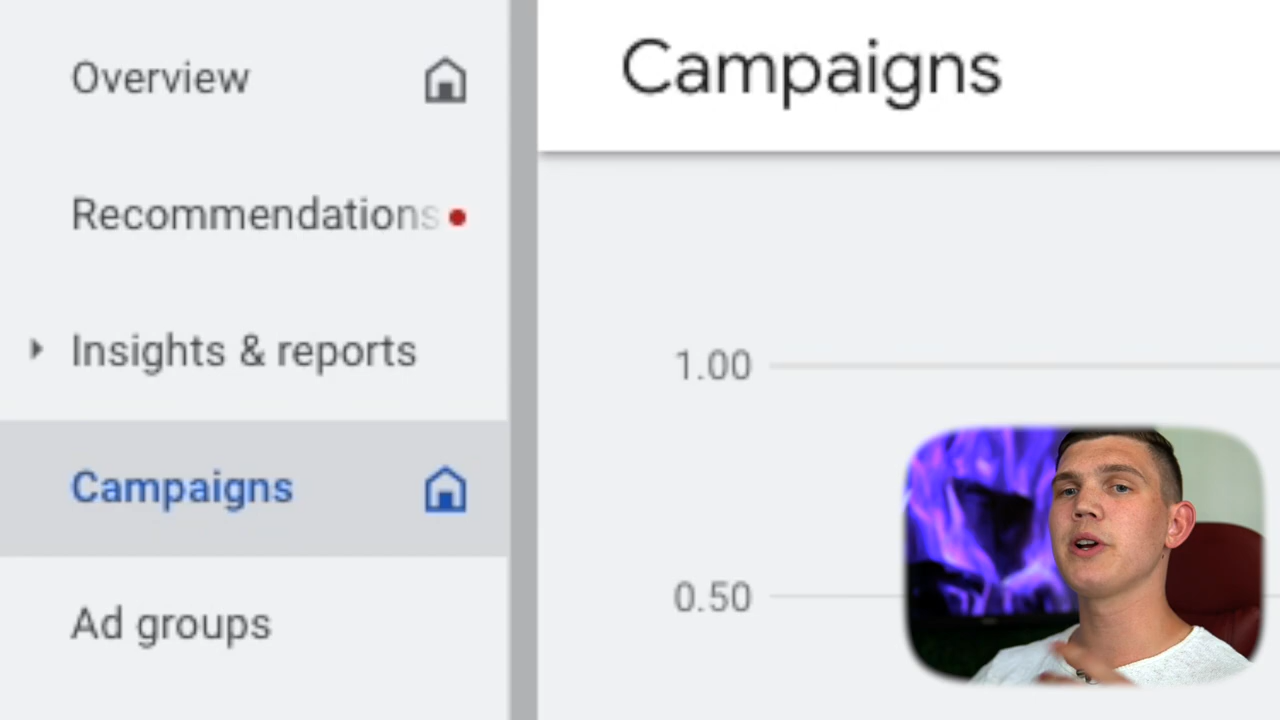 Overview
Recommendations
Insights & reports
Campaigns
Ad groups
Campaigns
1.00
0.50